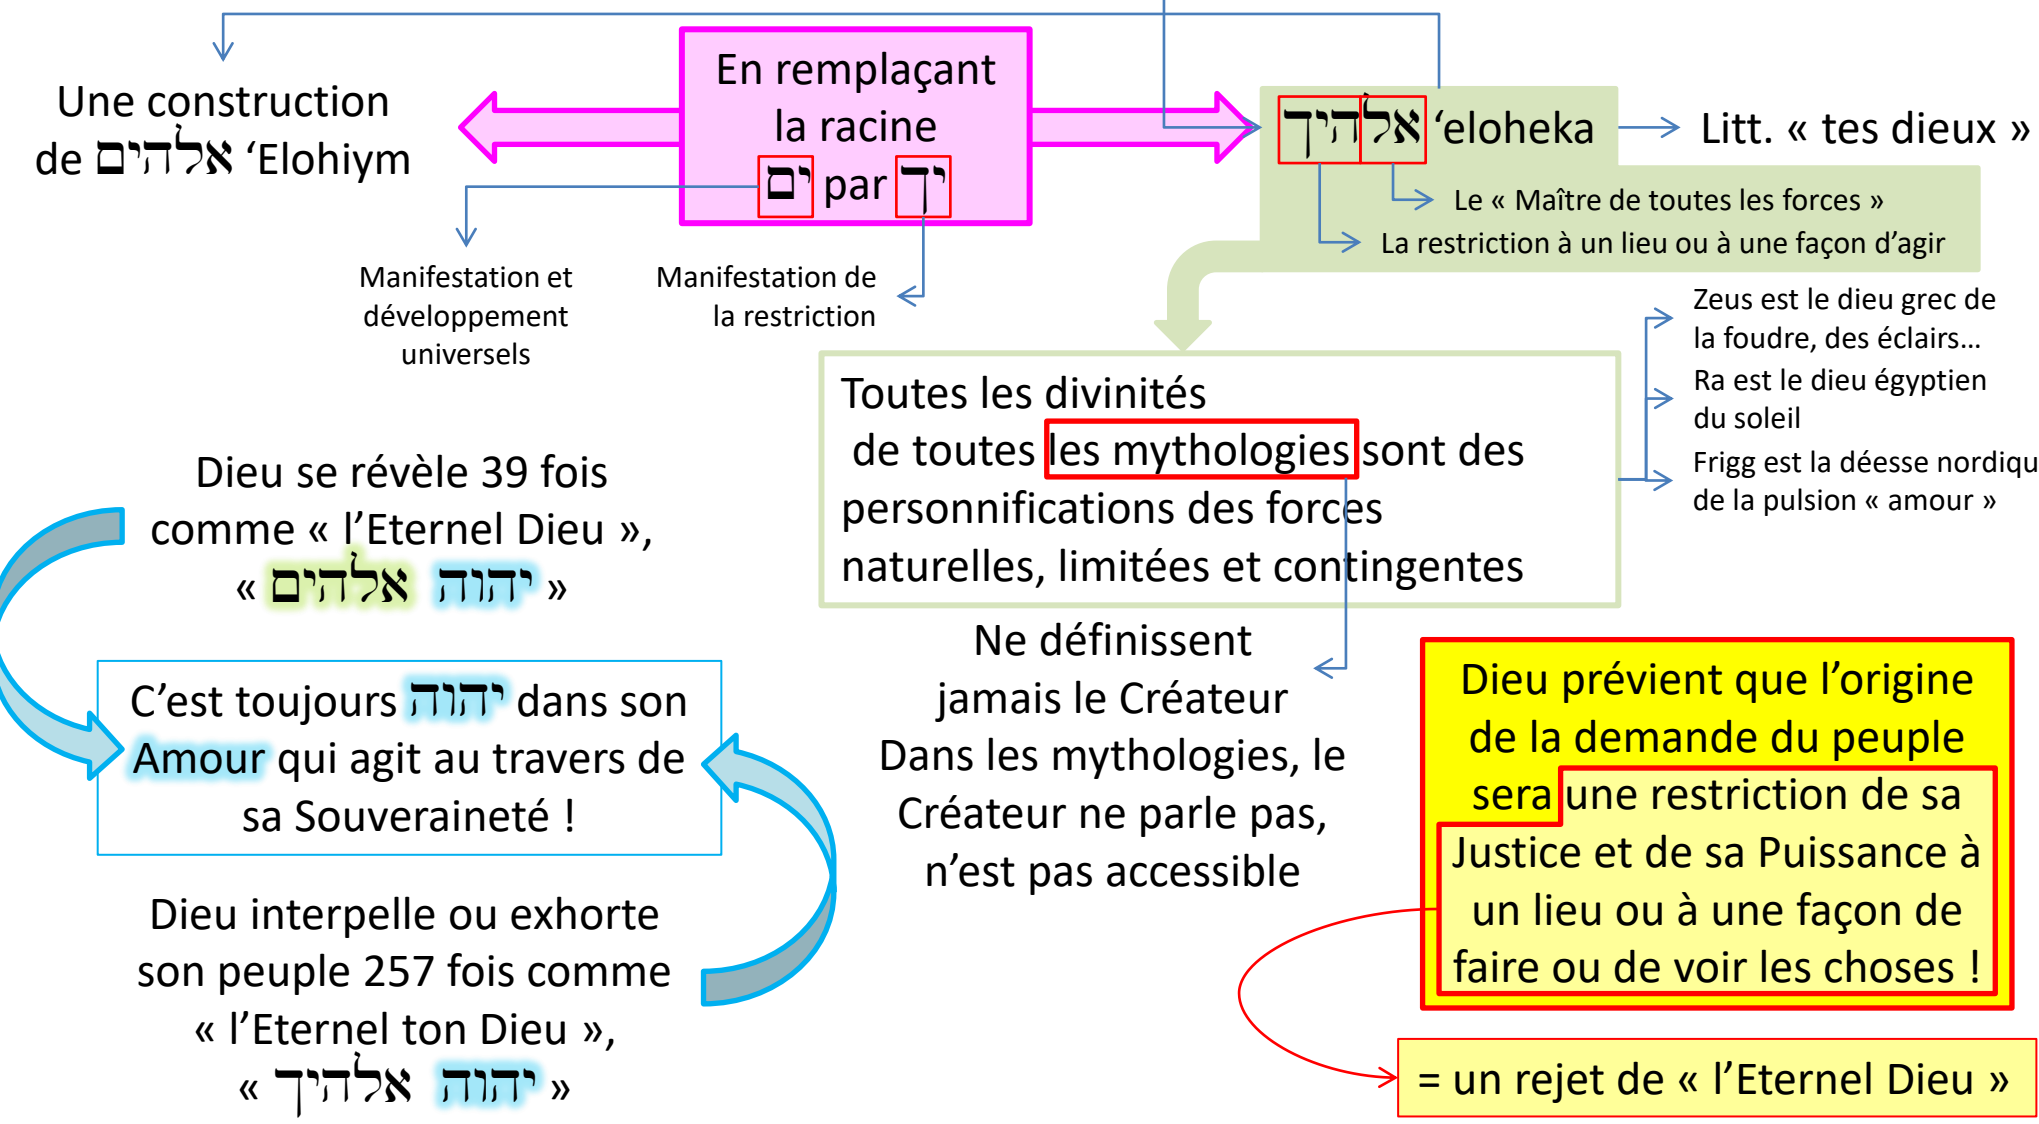 Une construction
de אלהים ‘Elohiym
En remplaçant
la racine
ים par יך
אלהיך ‘eloheka
Litt. « tes dieux »
Le « Maître de toutes les forces »
La restriction à un lieu ou à une façon d’agir
Manifestation et
développement
universels
Manifestation de
la restriction
Zeus est le dieu grec de
la foudre, des éclairs…
Ra est le dieu égyptien
du soleil
Frigg est la déesse nordiqu
de la pulsion « amour »
Toutes les divinités
de toutes les mythologies sont des
personnifications des forces
naturelles, limitées et contingentes
Dieu se révèle 39 fois
comme « l’Eternel Dieu »,
« יהוה אלהים »
C’est toujours יהוה dans son
Amour qui agit au travers de
sa Souveraineté !
Dieu interpelle ou exhorte
son peuple 257 fois comme
« l’Eternel ton Dieu »,
« יהוה אלהיך »
Ne définissent
jamais le Créateur
Dans les mythologies, le
Créateur ne parle pas,
n’est pas accessible
Dieu prévient que l’origine
de la demande du peuple
sera une restriction de sa
Justice et de sa Puissance à
un lieu ou à une façon de
faire ou de voir les choses !
= un rejet de « l’Eternel Dieu »